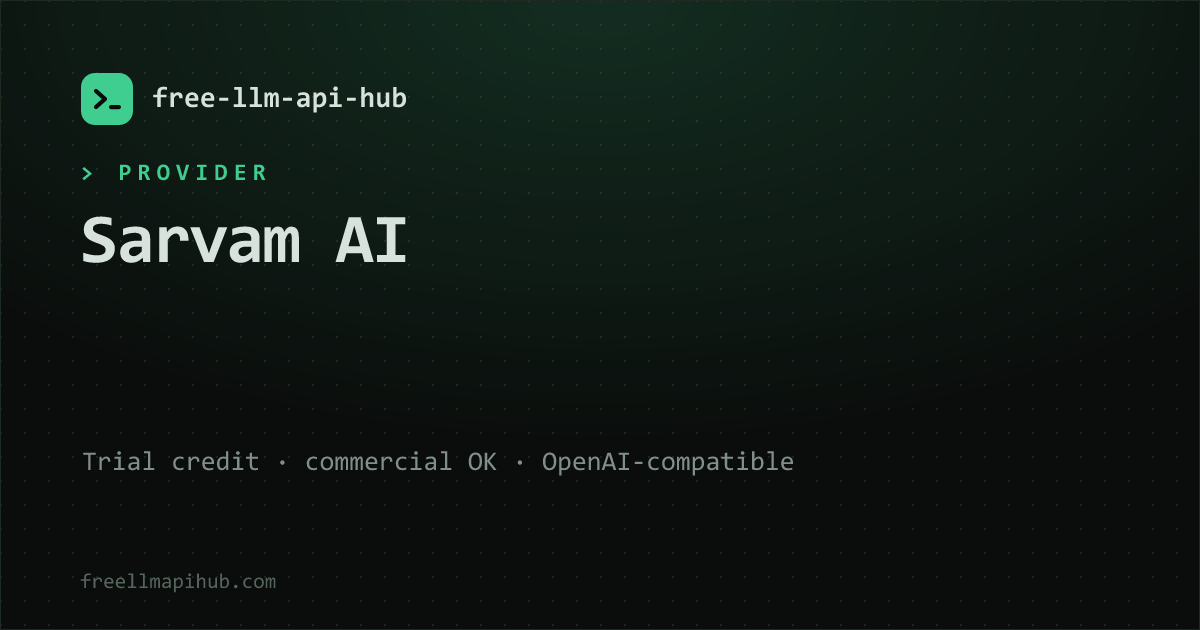 free-llm-api-hub
> PROVIDER
Sarvam AI
Trial credit · commercial OK · OpenAI-compatible
freellmapihub.com